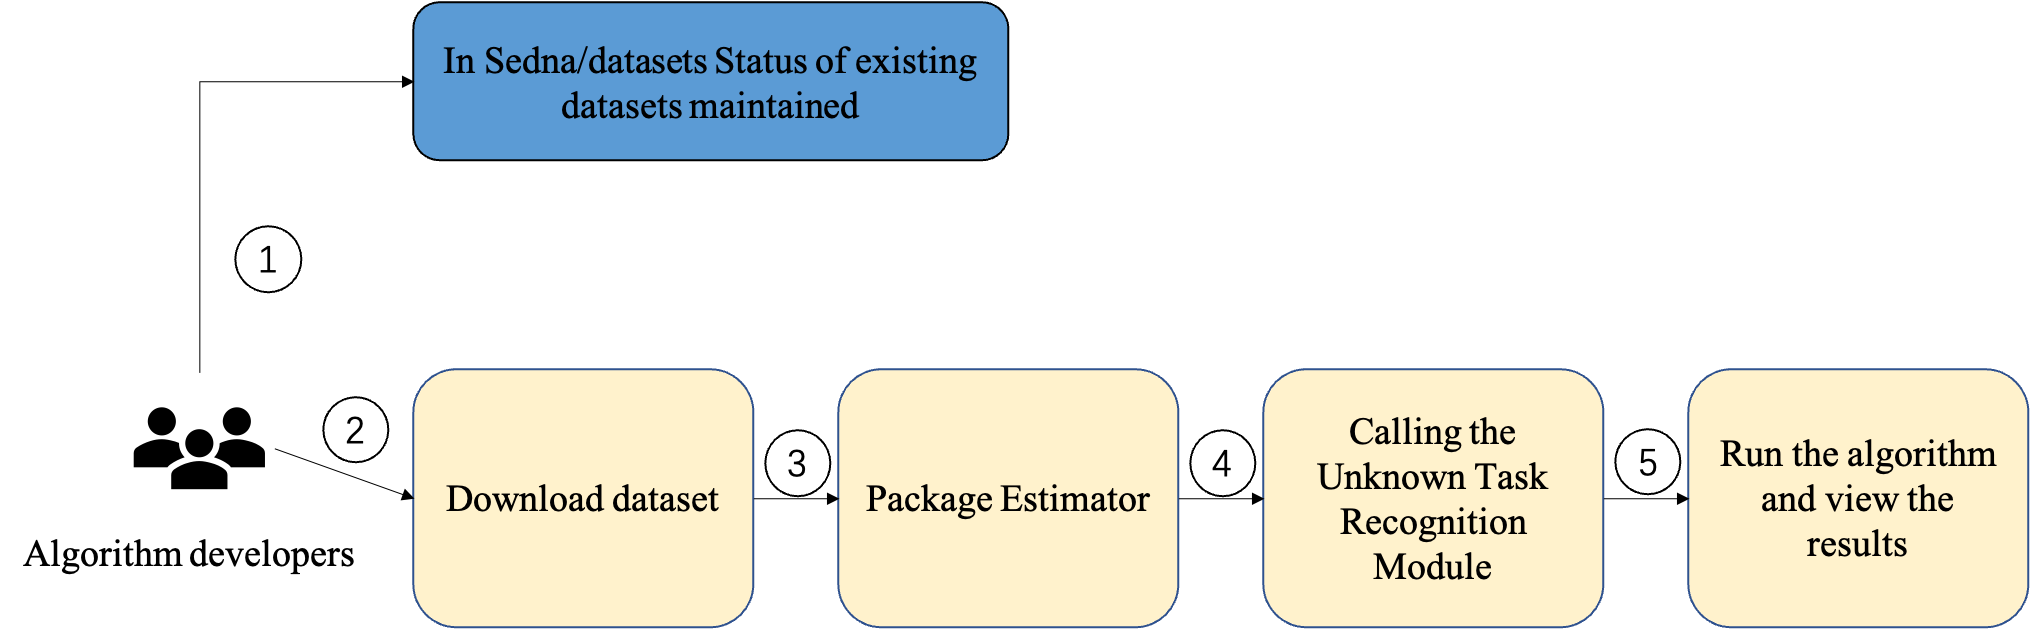 In Sedna/datasets Status of existing
datasets maintained
1
2
3
4
5
Algorithm developers
Download dataset
Package Estimator
Calling the
Unknown Task
Recognition
Module
Run the algorithm
and view the
results